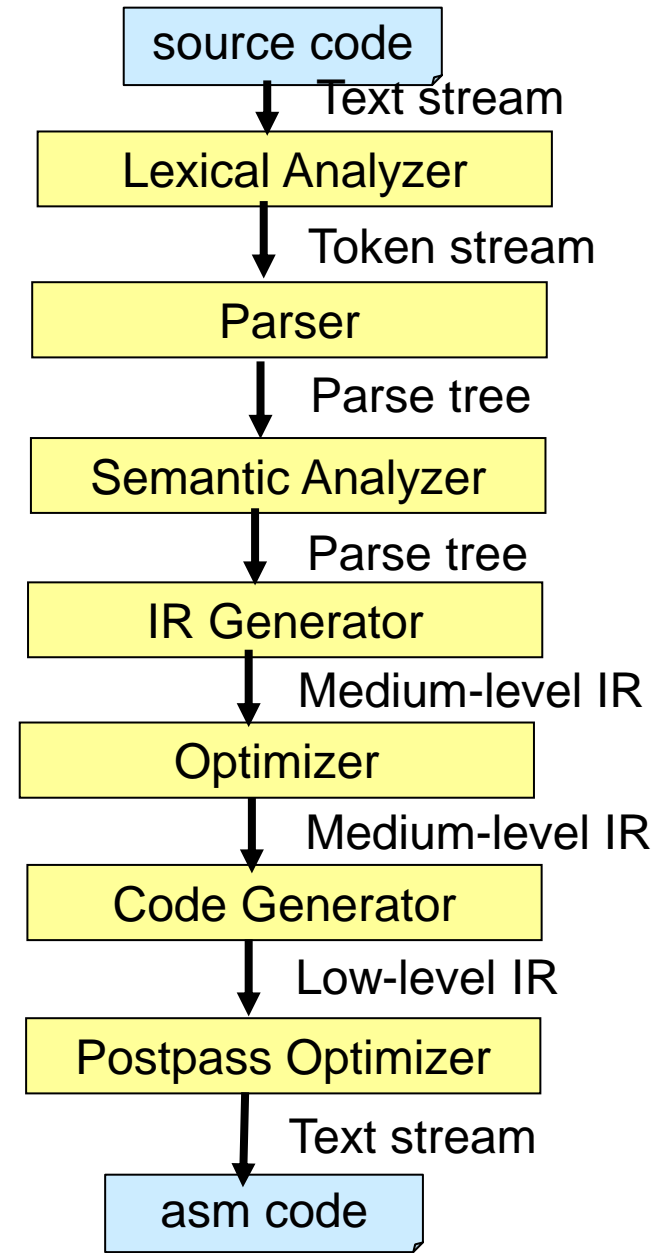 source code
Text stream
Lexical Analyzer
Token stream
Parser
Parse tree
Semantic Analyzer
Parse tree
IR Generator
Medium-level IR
Optimizer
Medium-level IR
Code Generator
Low-level IR
Postpass Optimizer
Text stream
asm code